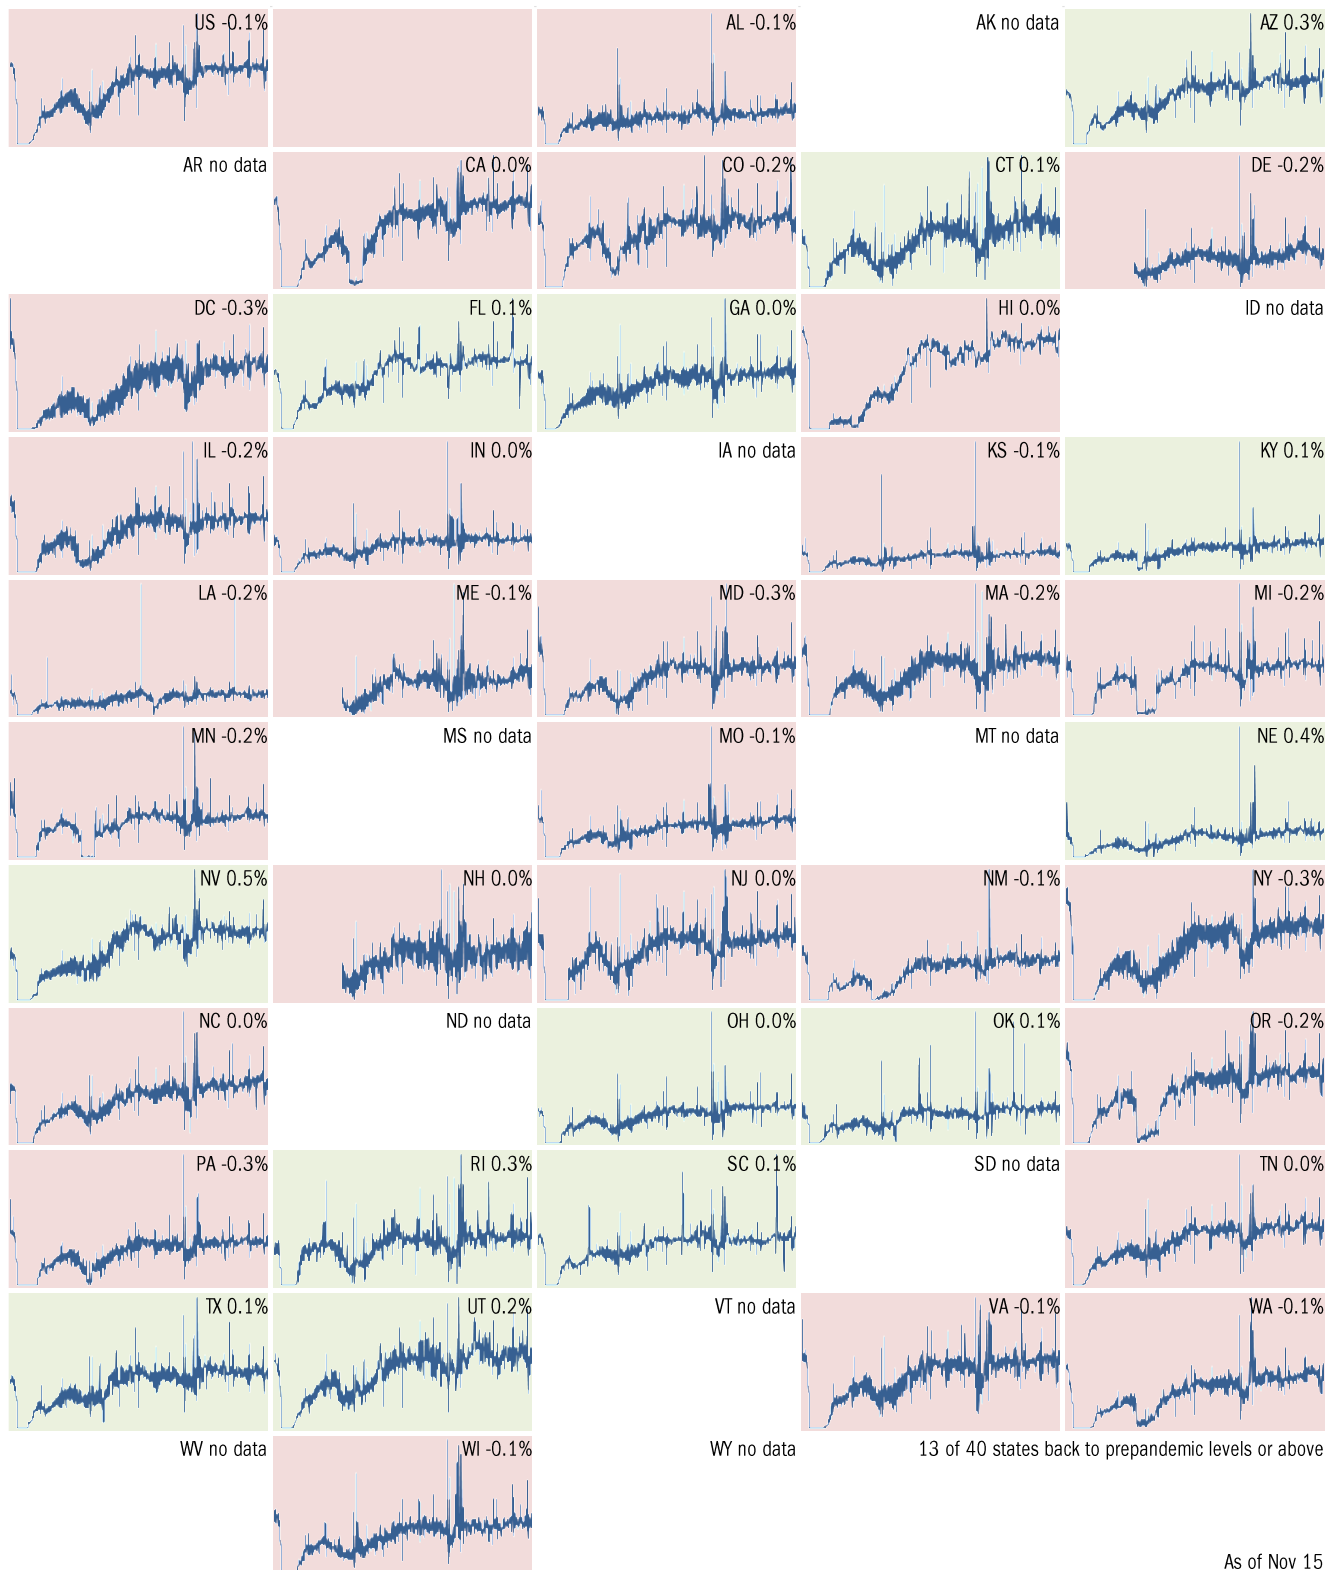 US -0.1%
AL -0.1%
AK no data
AZ 0.3%
AR no data
CA 0.0%
CO -0.2%
CT 0.1%
DE -0.2%
DC -0.3%
FL 0.1%
GA 0.0%
HI 0.0%
ID no data
IL -0.2%
IN 0.0%
IA no data
KS -0.1%
KY 0.1%
LA -0.2%
ME -0.1%
MD -0.3%
MA -0.2%
MI -0.2%
MN -0.2%
MS no data
MO -0.1%
MT no data
NE 0.4%
NV 0.5%
NH 0.0%
NJ 0.0%
NM -0.1%
NY -0.3%
NC 0.0%
ND no data
OH 0.0%
OK 0.1%
OR -0.2%
PA -0.3%
RI 0.3%
SC 0.1%
SD no data
TN 0.0%
TX 0.1%
UT 0.2%
VT no data
VA -0.1%
WA -0.1%
WV no data
WI -0.1%
WY no data
13 of 40 states back to prepandemic levels or above
As of Nov 15